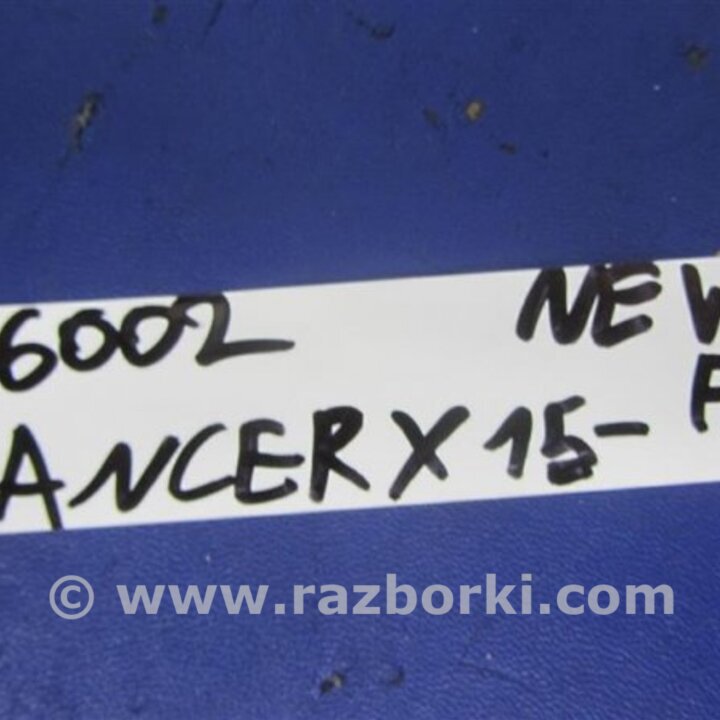 6002 NEW
ANCER X 15-
© www.razborki.com